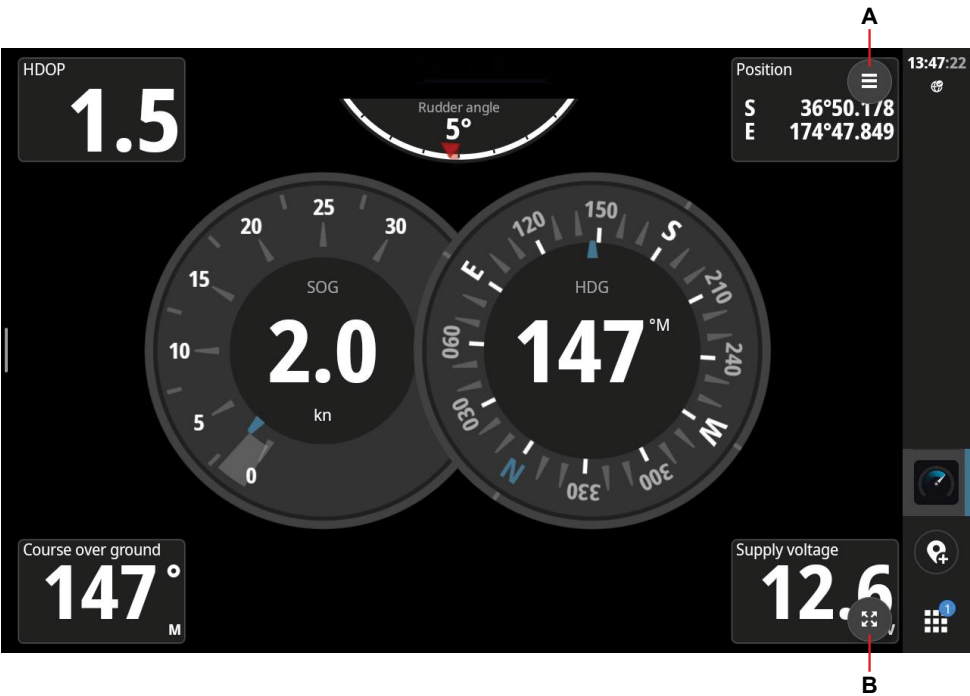 A
HDOP
1.5
Rudder angle
5°
Position
S 36°50.178
E 174°47.849
13:47:22
0
5
10
15
20
25
30
SOG
2.0
kn
N
030
060
E
120
150
S
210
240
W
300
330
HDG
147 °M
Course over ground
147°
M
Supply voltage
12.6
V
1
B